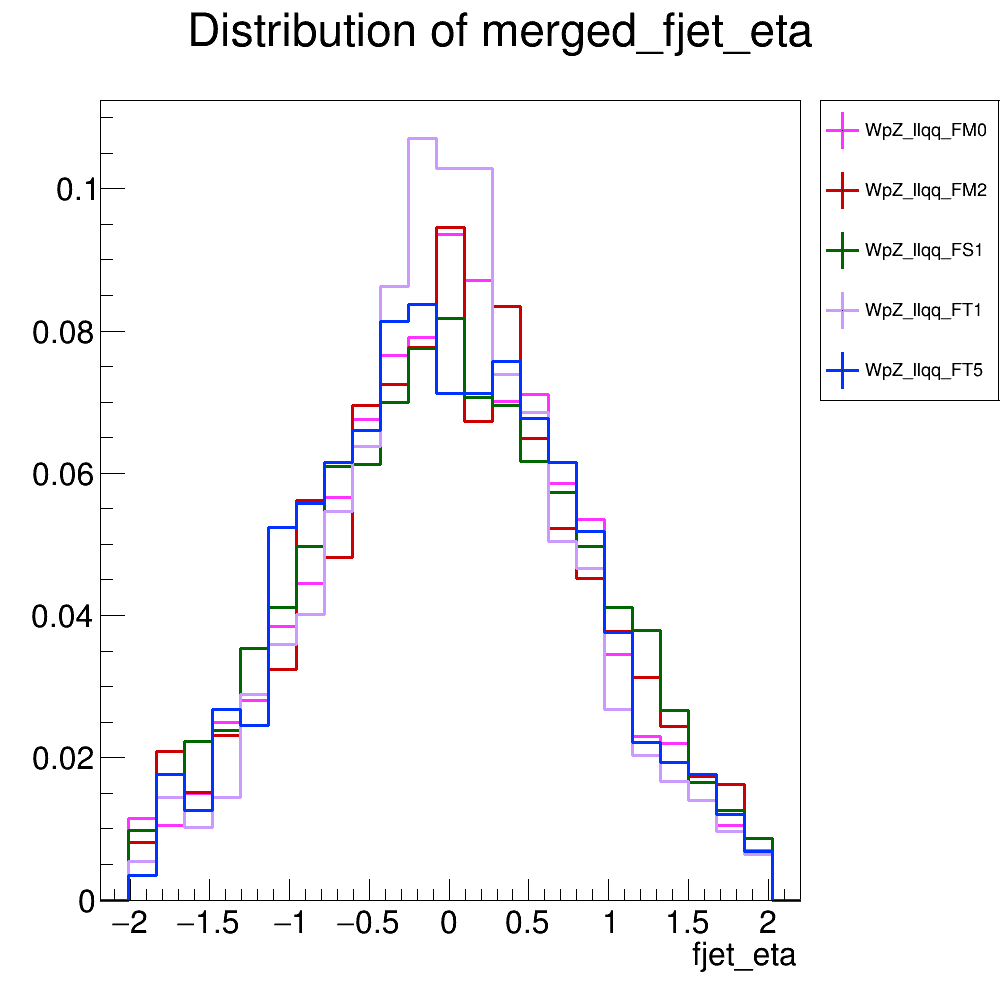 Distribution of merged_fjet_eta
WpZ_llqq_FM0
WpZ_llqq_FM2
WpZ_llqq_FS1
WpZ_llqq_FT1
WpZ_llqq_FT5
0.1
0.08
0.06
0.04
0.02
0
−2 −1.5 −1 −0.5 0 0.5 1 1.5 2
fjet_eta